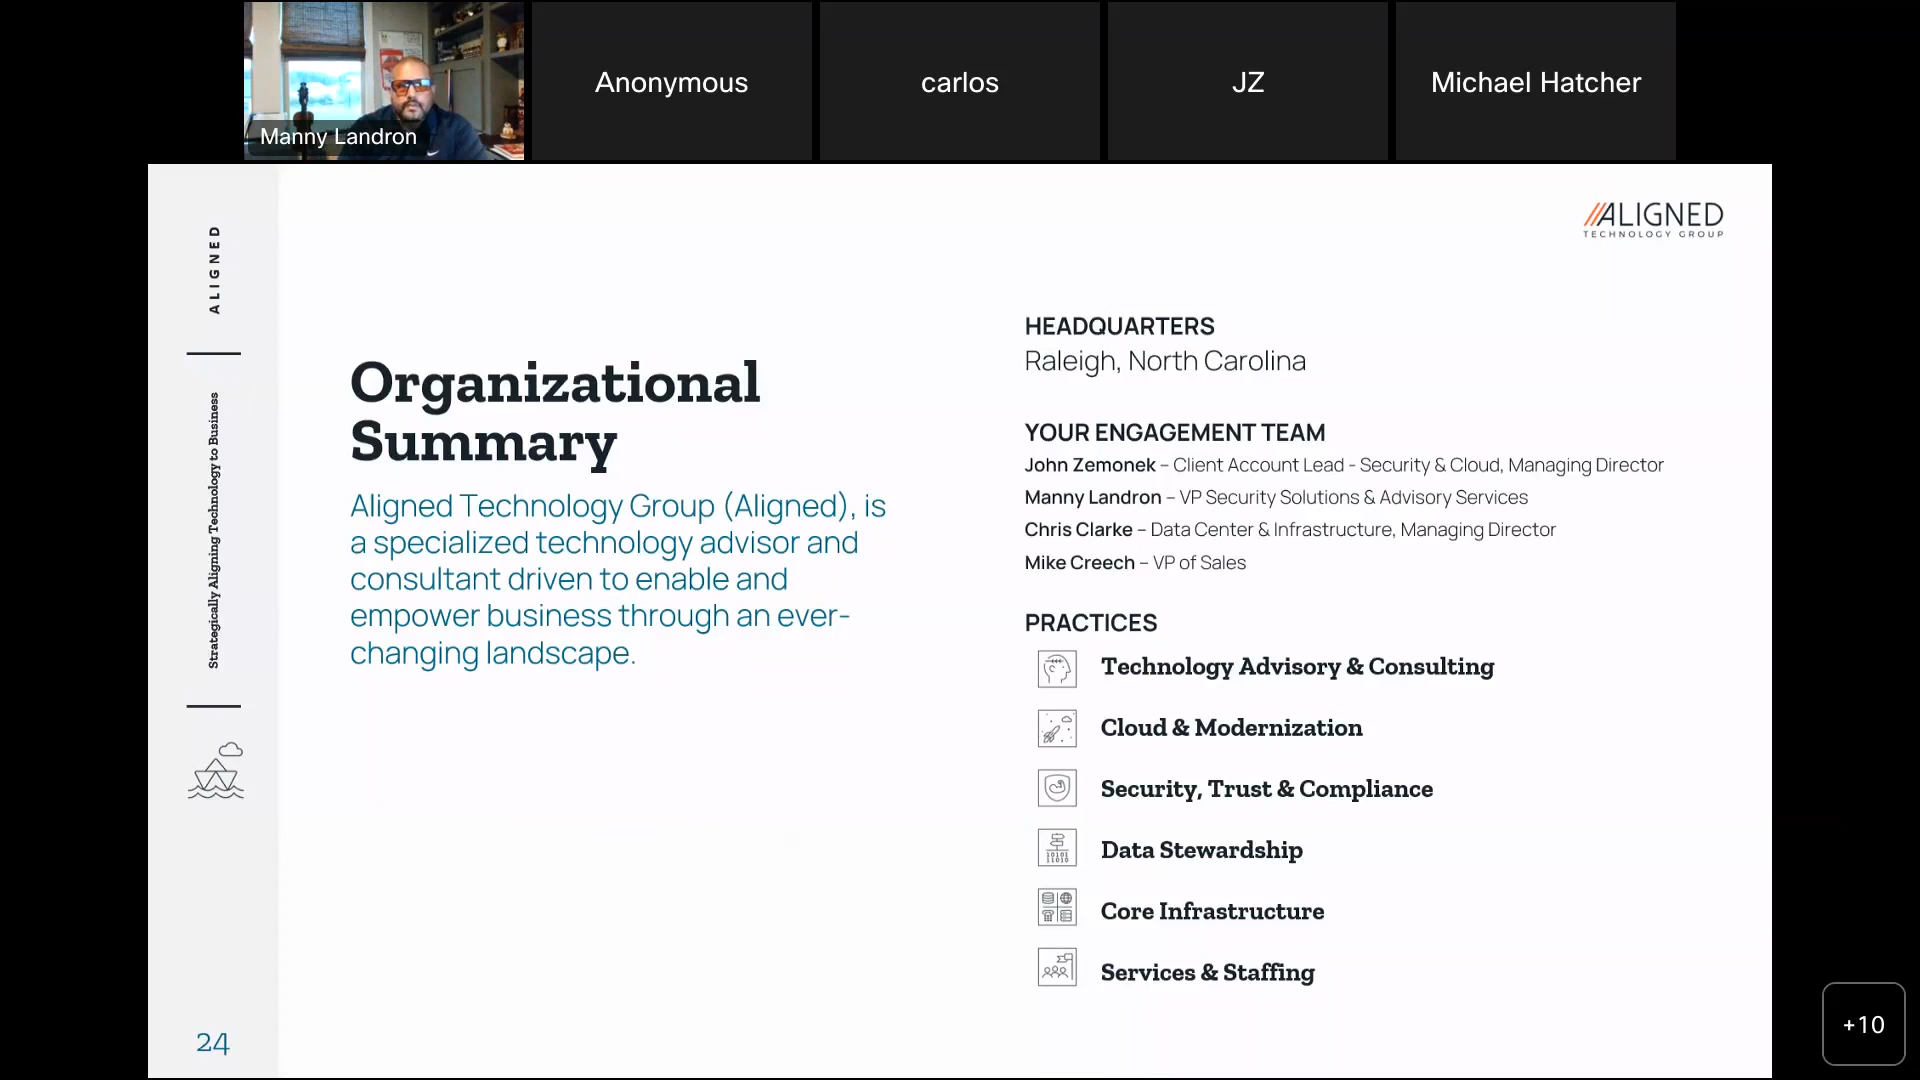 Manny Landron
Anonymous
carlos
JZ
Michael Hatcher
ALIGNED
Strategically Aligning Technology to Business
24
ALIGNED
TECHNOLOGY GROUP
Organizational
Summary
Aligned Technology Group (Aligned), is
a specialized technology advisor and
consultant driven to enable and
empower business through an ever-
changing landscape.
HEADQUARTERS
Raleigh, North Carolina
YOUR ENGAGEMENT TEAM
John Zemonek – Client Account Lead - Security & Cloud, Managing Director
Manny Landron – VP Security Solutions & Advisory Services
Chris Clarke – Data Center & Infrastructure, Managing Director
Mike Creech – VP of Sales
PRACTICES
Technology Advisory & Consulting
Cloud & Modernization
Security, Trust & Compliance
Data Stewardship
10101
11010
Core Infrastructure
Services & Staffing
+10